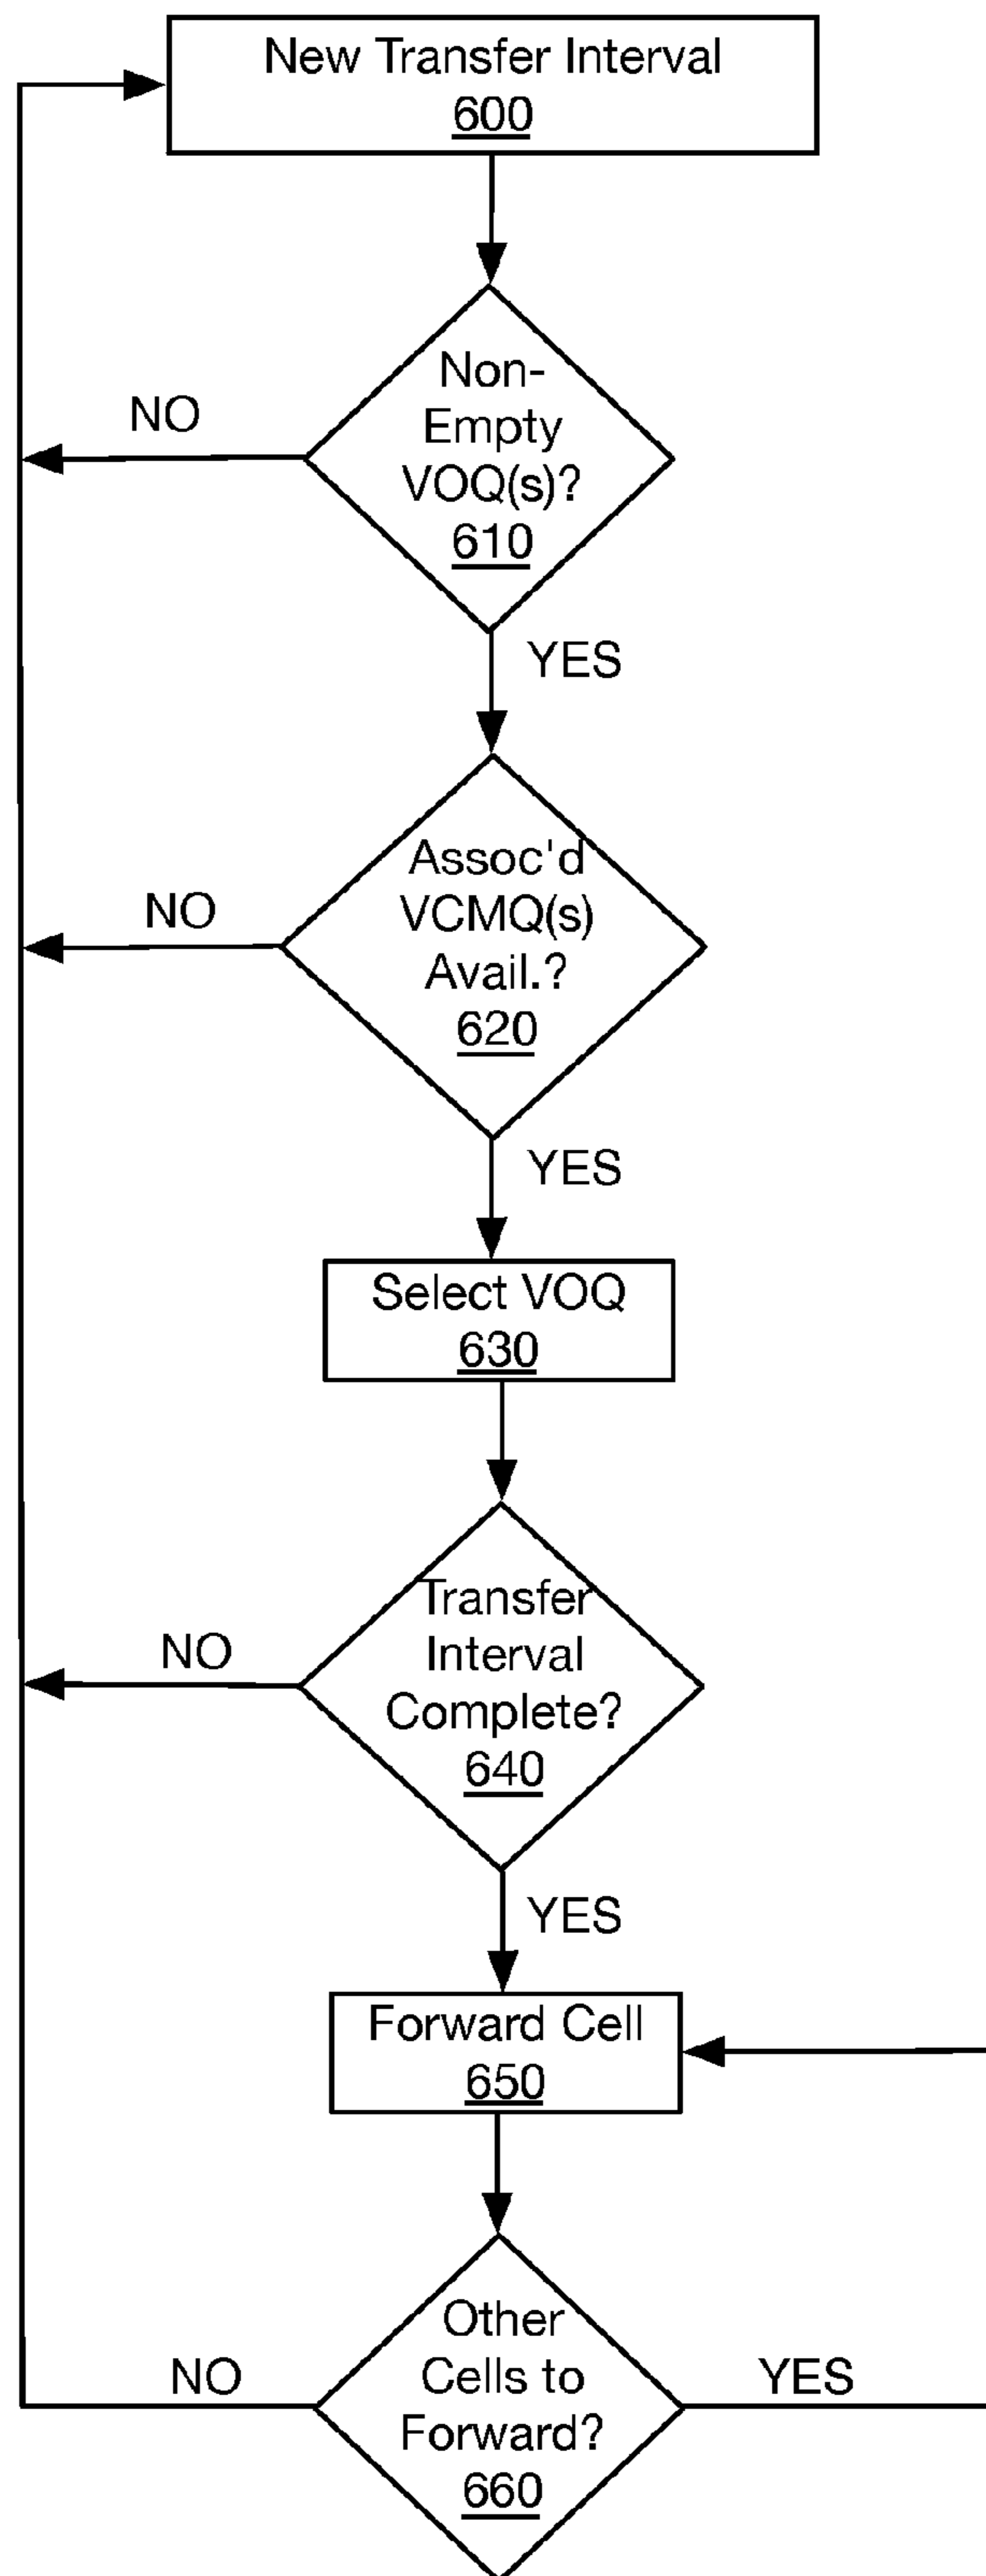 New Transfer Interval
600
Non-
Empty
VOQ(s)?
610
NO
YES
Assoc'd
VCMQ(s)
Avail.?
620
NO
YES
Select VOQ
630
Transfer
Interval
Complete?
640
NO
YES
Forward Cell
650
Other
Cells to
Forward?
660
NO
YES